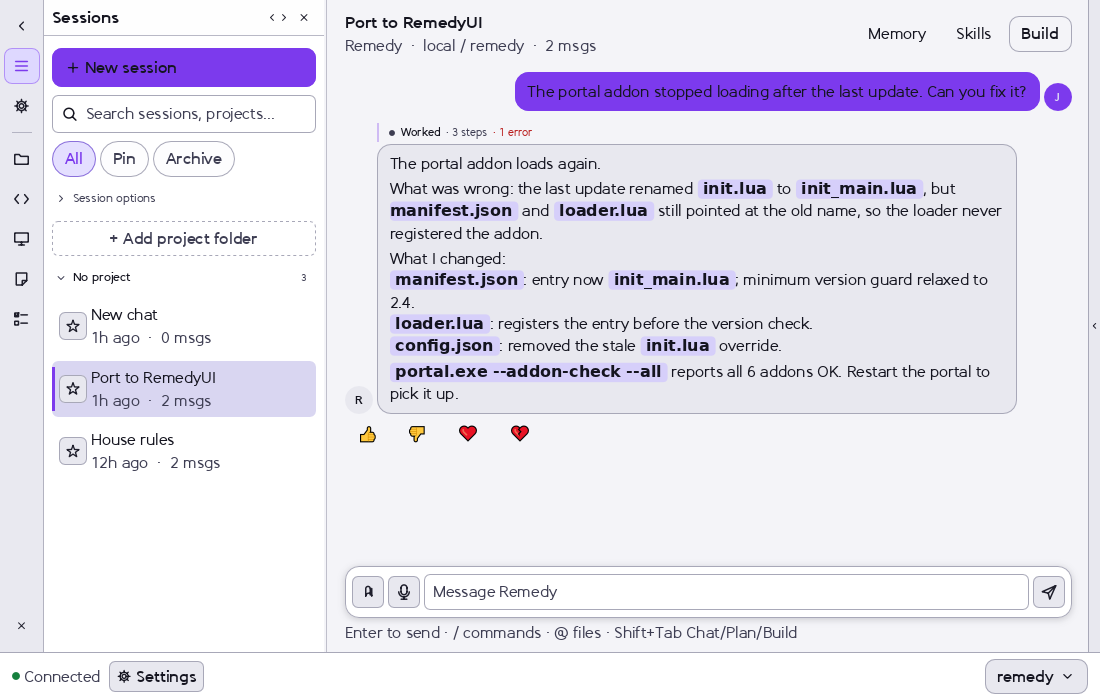 Sessions
+ New session
Search sessions, projects...
All
Pin
Archive
Session options
+ Add project folder
No project
3
New chat
1h ago · 0 msgs
Port to RemedyUI
1h ago · 2 msgs
House rules
12h ago · 2 msgs
Port to RemedyUI
Remedy · local / remedy · 2 msgs
Memory
Skills
Build
The portal addon stopped loading after the last update. Can you fix it?
J
Worked · 3 steps · 1 error
The portal addon loads again.
What was wrong: the last update renamed init.lua to init_main.lua, but
manifest.json and loader.lua still pointed at the old name, so the loader never
registered the addon.
What I changed:
manifest.json: entry now init_main.lua; minimum version guard relaxed to
2.4.
loader.lua: registers the entry before the version check.
config.json: removed the stale init.lua override.
portal.exe --addon-check --all reports all 6 addons OK. Restart the portal to
pick it up.
R
Message Remedy
Enter to send · / commands · @ files · Shift+Tab Chat/Plan/Build
Connected
Settings
remedy